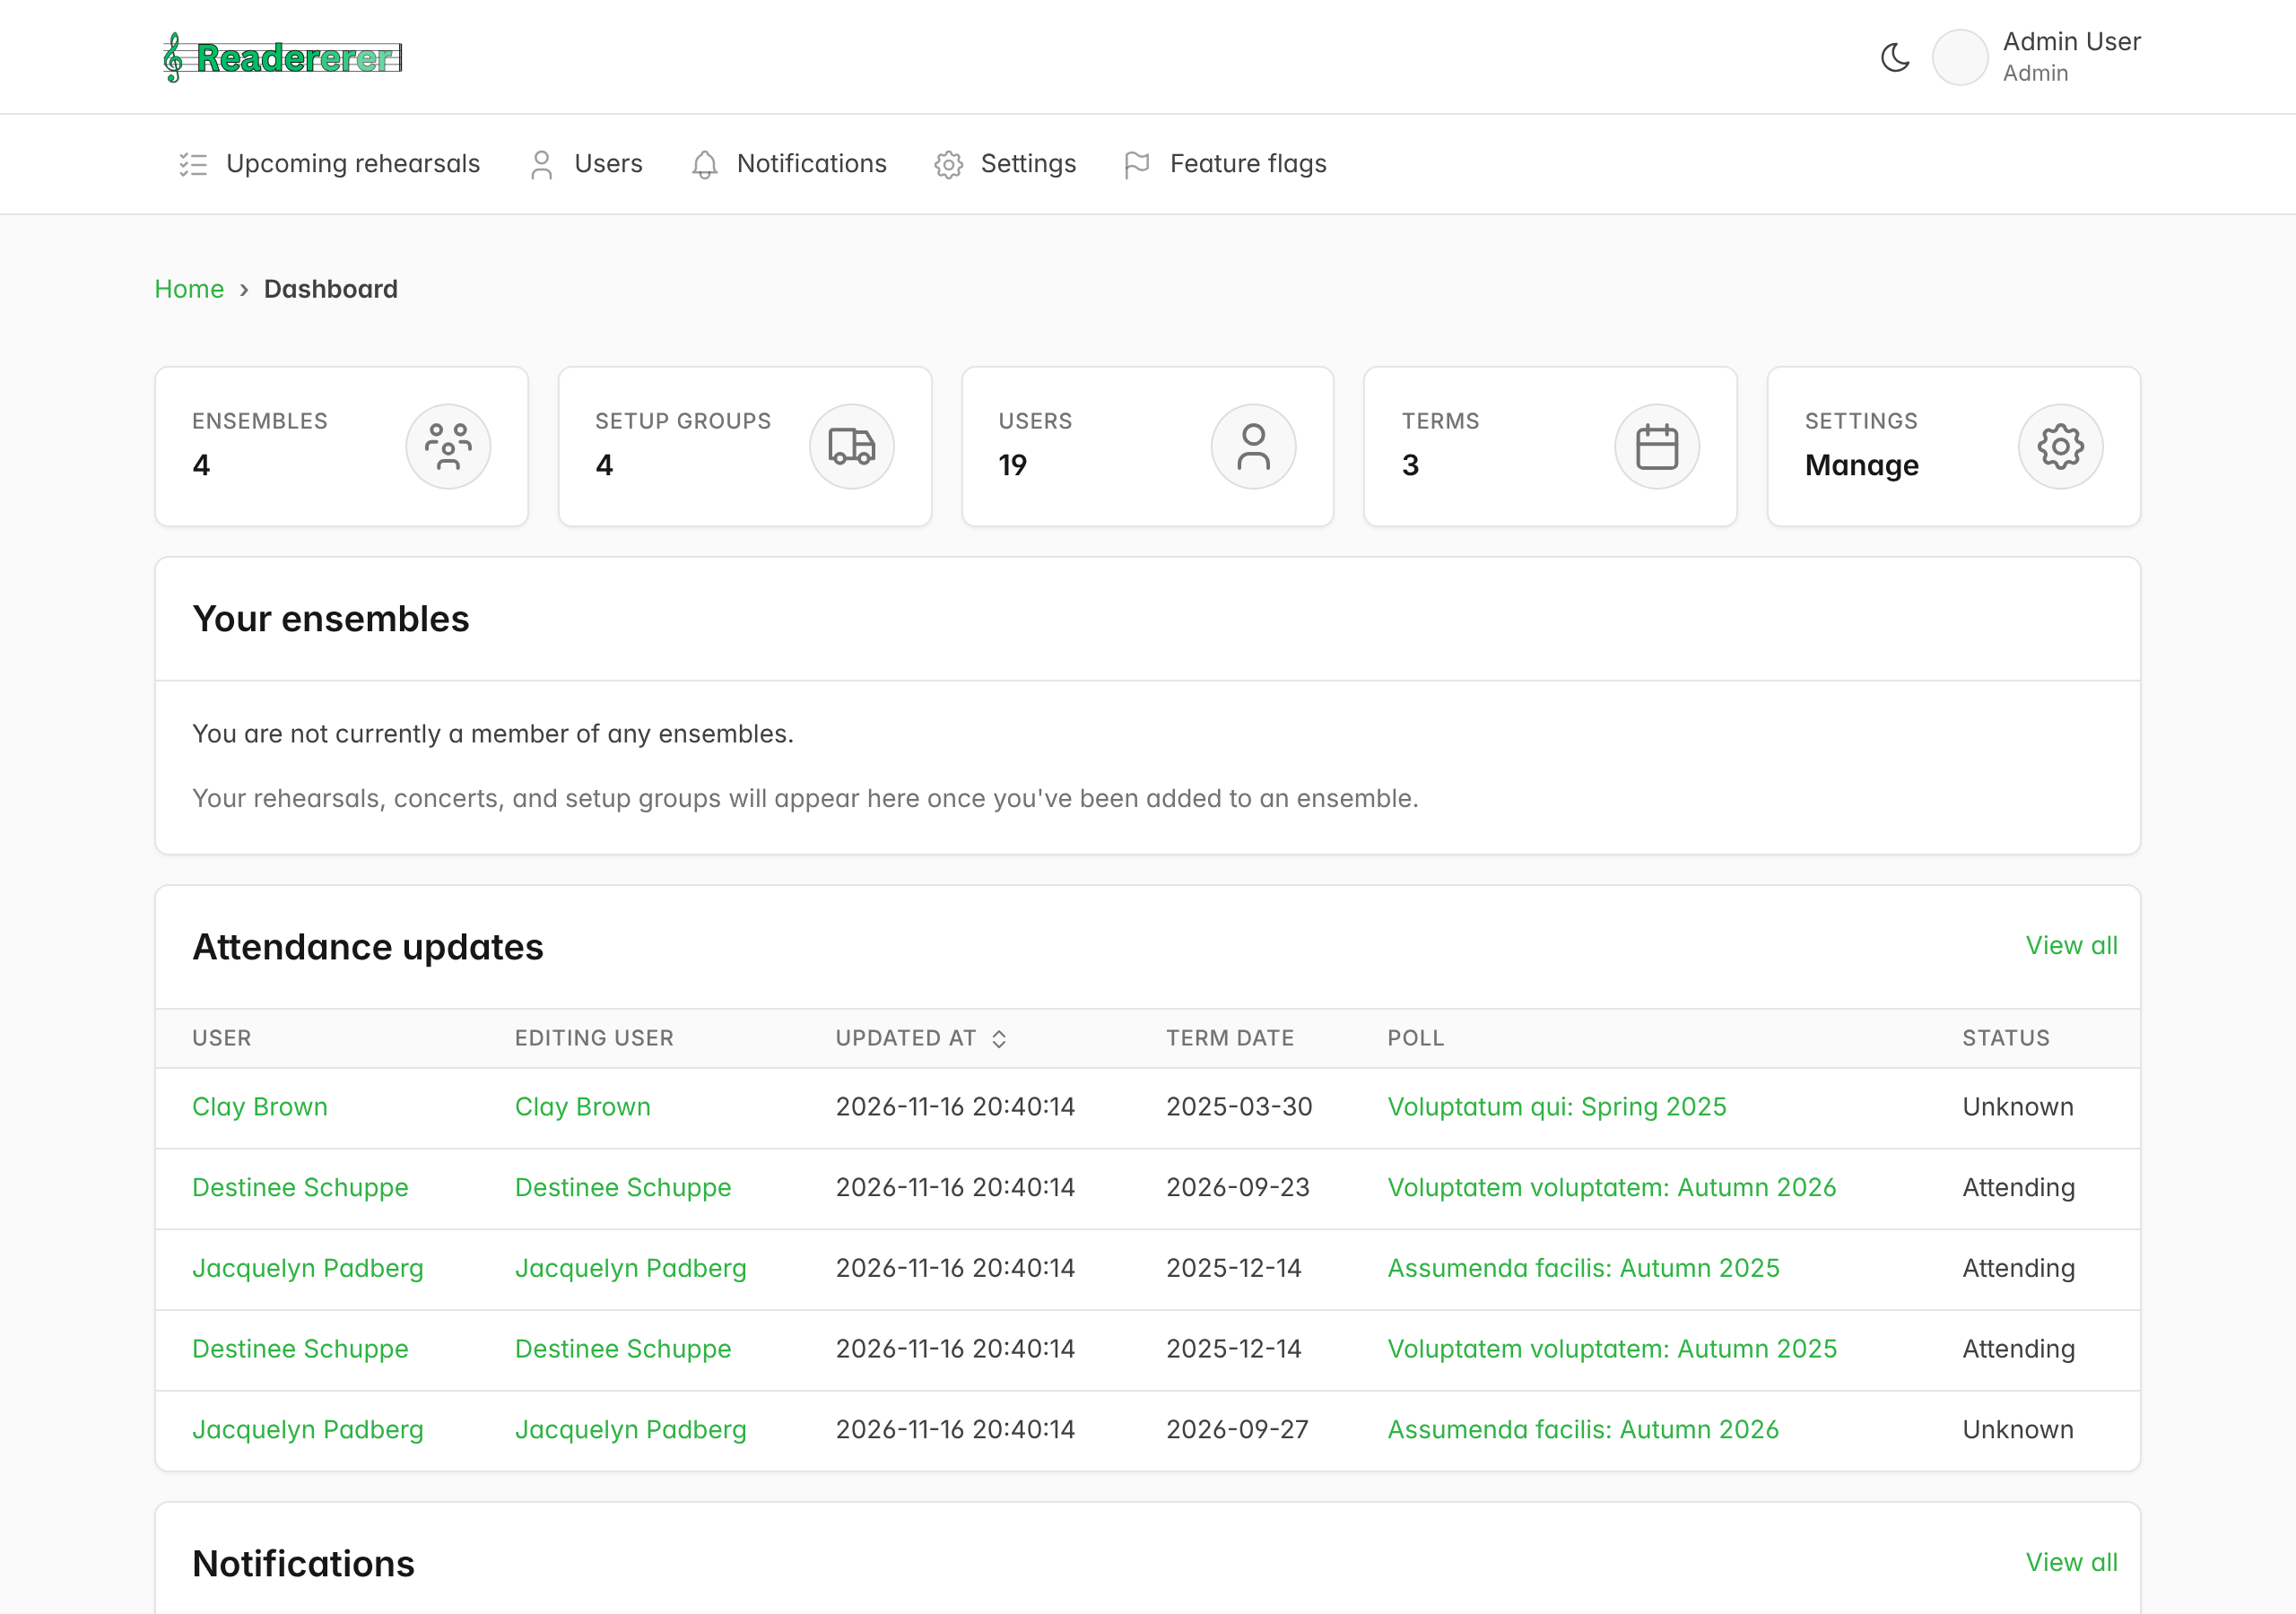 Readererer
Admin User
Admin
Upcoming rehearsals Users Notifications Settings Feature flags
Home › Dashboard
ENSEMBLES
4
SETUP GROUPS
4
USERS
19
TERMS
3
SETTINGS
Manage
Your ensembles
You are not currently a member of any ensembles.
Your rehearsals, concerts, and setup groups will appear here once you've been added to an ensemble.
Attendance updates View all
USER EDITING USER UPDATED AT TERM DATE POLL STATUS
Clay Brown Clay Brown 2026-11-16 20:40:14 2025-03-30 Voluptatum qui: Spring 2025 Unknown
Destinee Schuppe Destinee Schuppe 2026-11-16 20:40:14 2026-09-23 Voluptatem voluptatem: Autumn 2026 Attending
Jacquelyn Padberg Jacquelyn Padberg 2026-11-16 20:40:14 2025-12-14 Assumenda facilis: Autumn 2025 Attending
Destinee Schuppe Destinee Schuppe 2026-11-16 20:40:14 2025-12-14 Voluptatem voluptatem: Autumn 2025 Attending
Jacquelyn Padberg Jacquelyn Padberg 2026-11-16 20:40:14 2026-09-27 Assumenda facilis: Autumn 2026 Unknown
Notifications View all